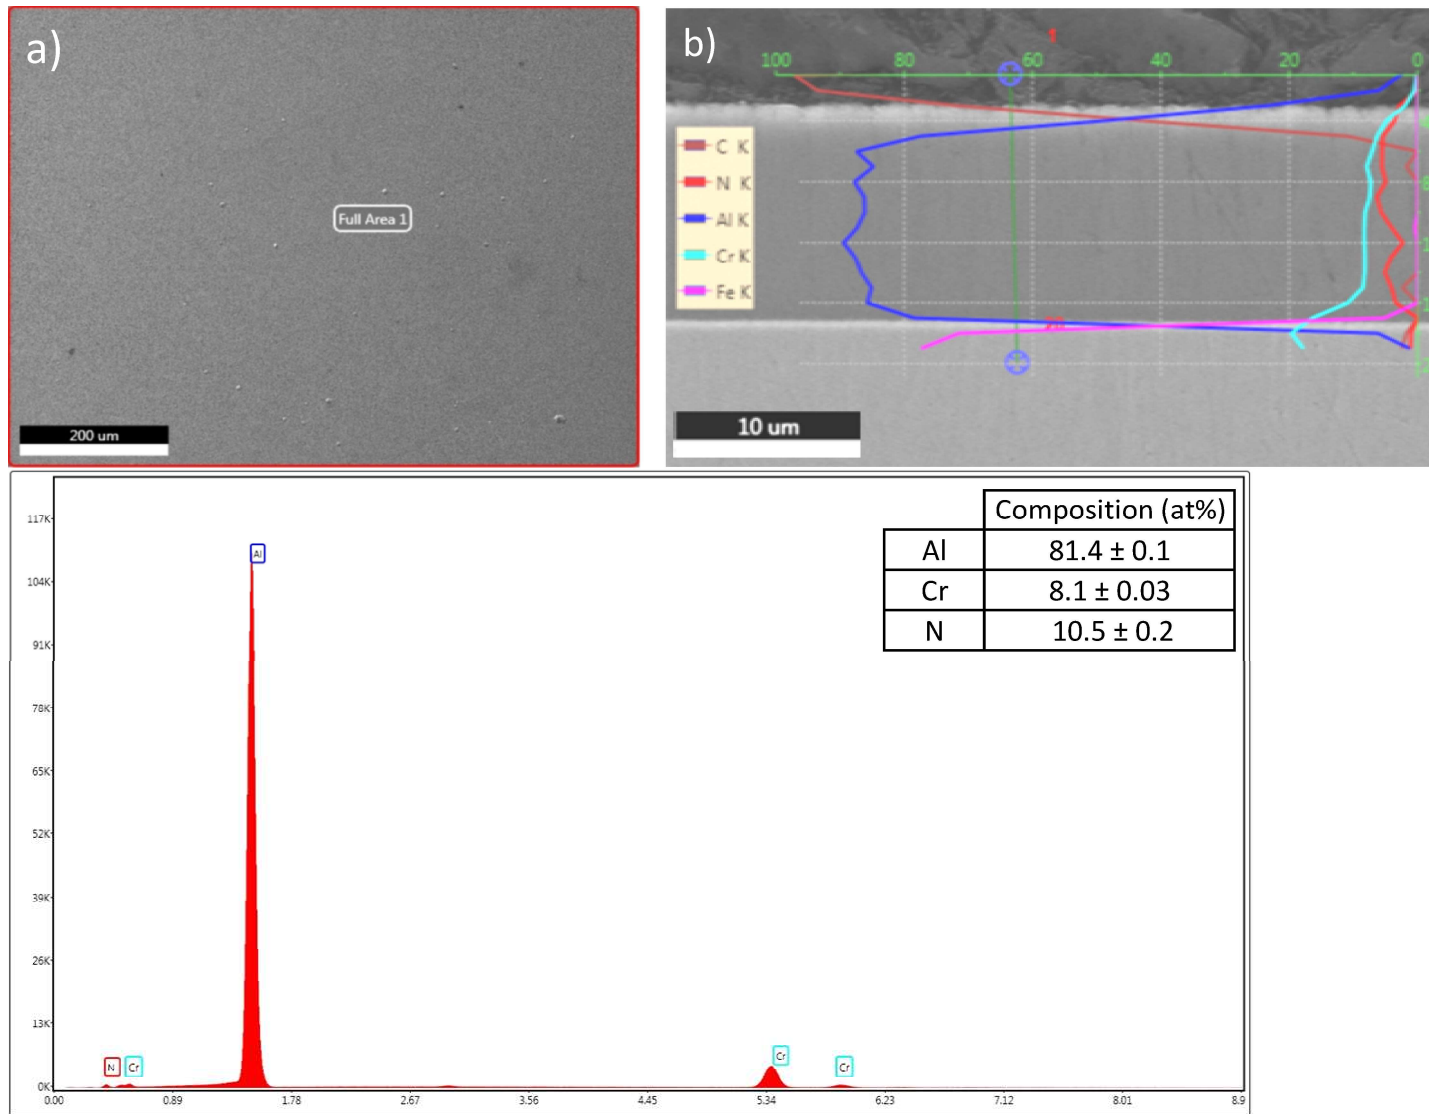 a)
Full Area 1
200 um
b)
1
100 80 60 40 20 0
C K
N K
Al K
Cr K
Fe K
20
10 um
Composition (at%)
Al 81.4 ± 0.1
Cr 8.1 ± 0.03
N 10.5 ± 0.2
117K
104K
91K
78K
65K
52K
39K
26K
13K
0K
Al
N Cr
Cr
Cr
0.00 0.89 1.78 2.67 3.56 4.45 5.34 6.23 7.12 8.01 8.9